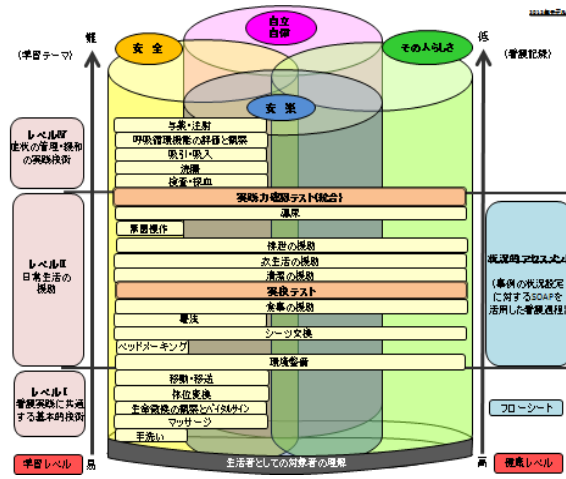 難
自立
自律
低
(学習テーマ)
安全
その人らしさ
(看護記録)
安楽
与薬・注射
呼吸循環機能の評価と観察
吸引・吸入
浣腸
検査・採血
レベルⅣ
症状の管理・緩和
の実践技術
実践力確認テスト(統合)
導尿
無菌操作
排泄の援助
衣生活の援助
清潔の援助
実技テスト
食事の援助
罨法
シーツ交換
ベッドメーキング
環境整備
レベルⅡ
日常生活の
援助
状況的アセスメント
(事例の状況設定
に対するSOAPを
活用した看護過程)
移動・移送
体位変換
生命徴候の観察とバイタルサイン
マッサージ
手洗い
レベルⅠ
看護実践に共通
する基本的技術
フローシート
学習レベル
易
生活者としての対象者の理解
高
健康レベル